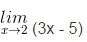 lim (3x - 5)
x→2